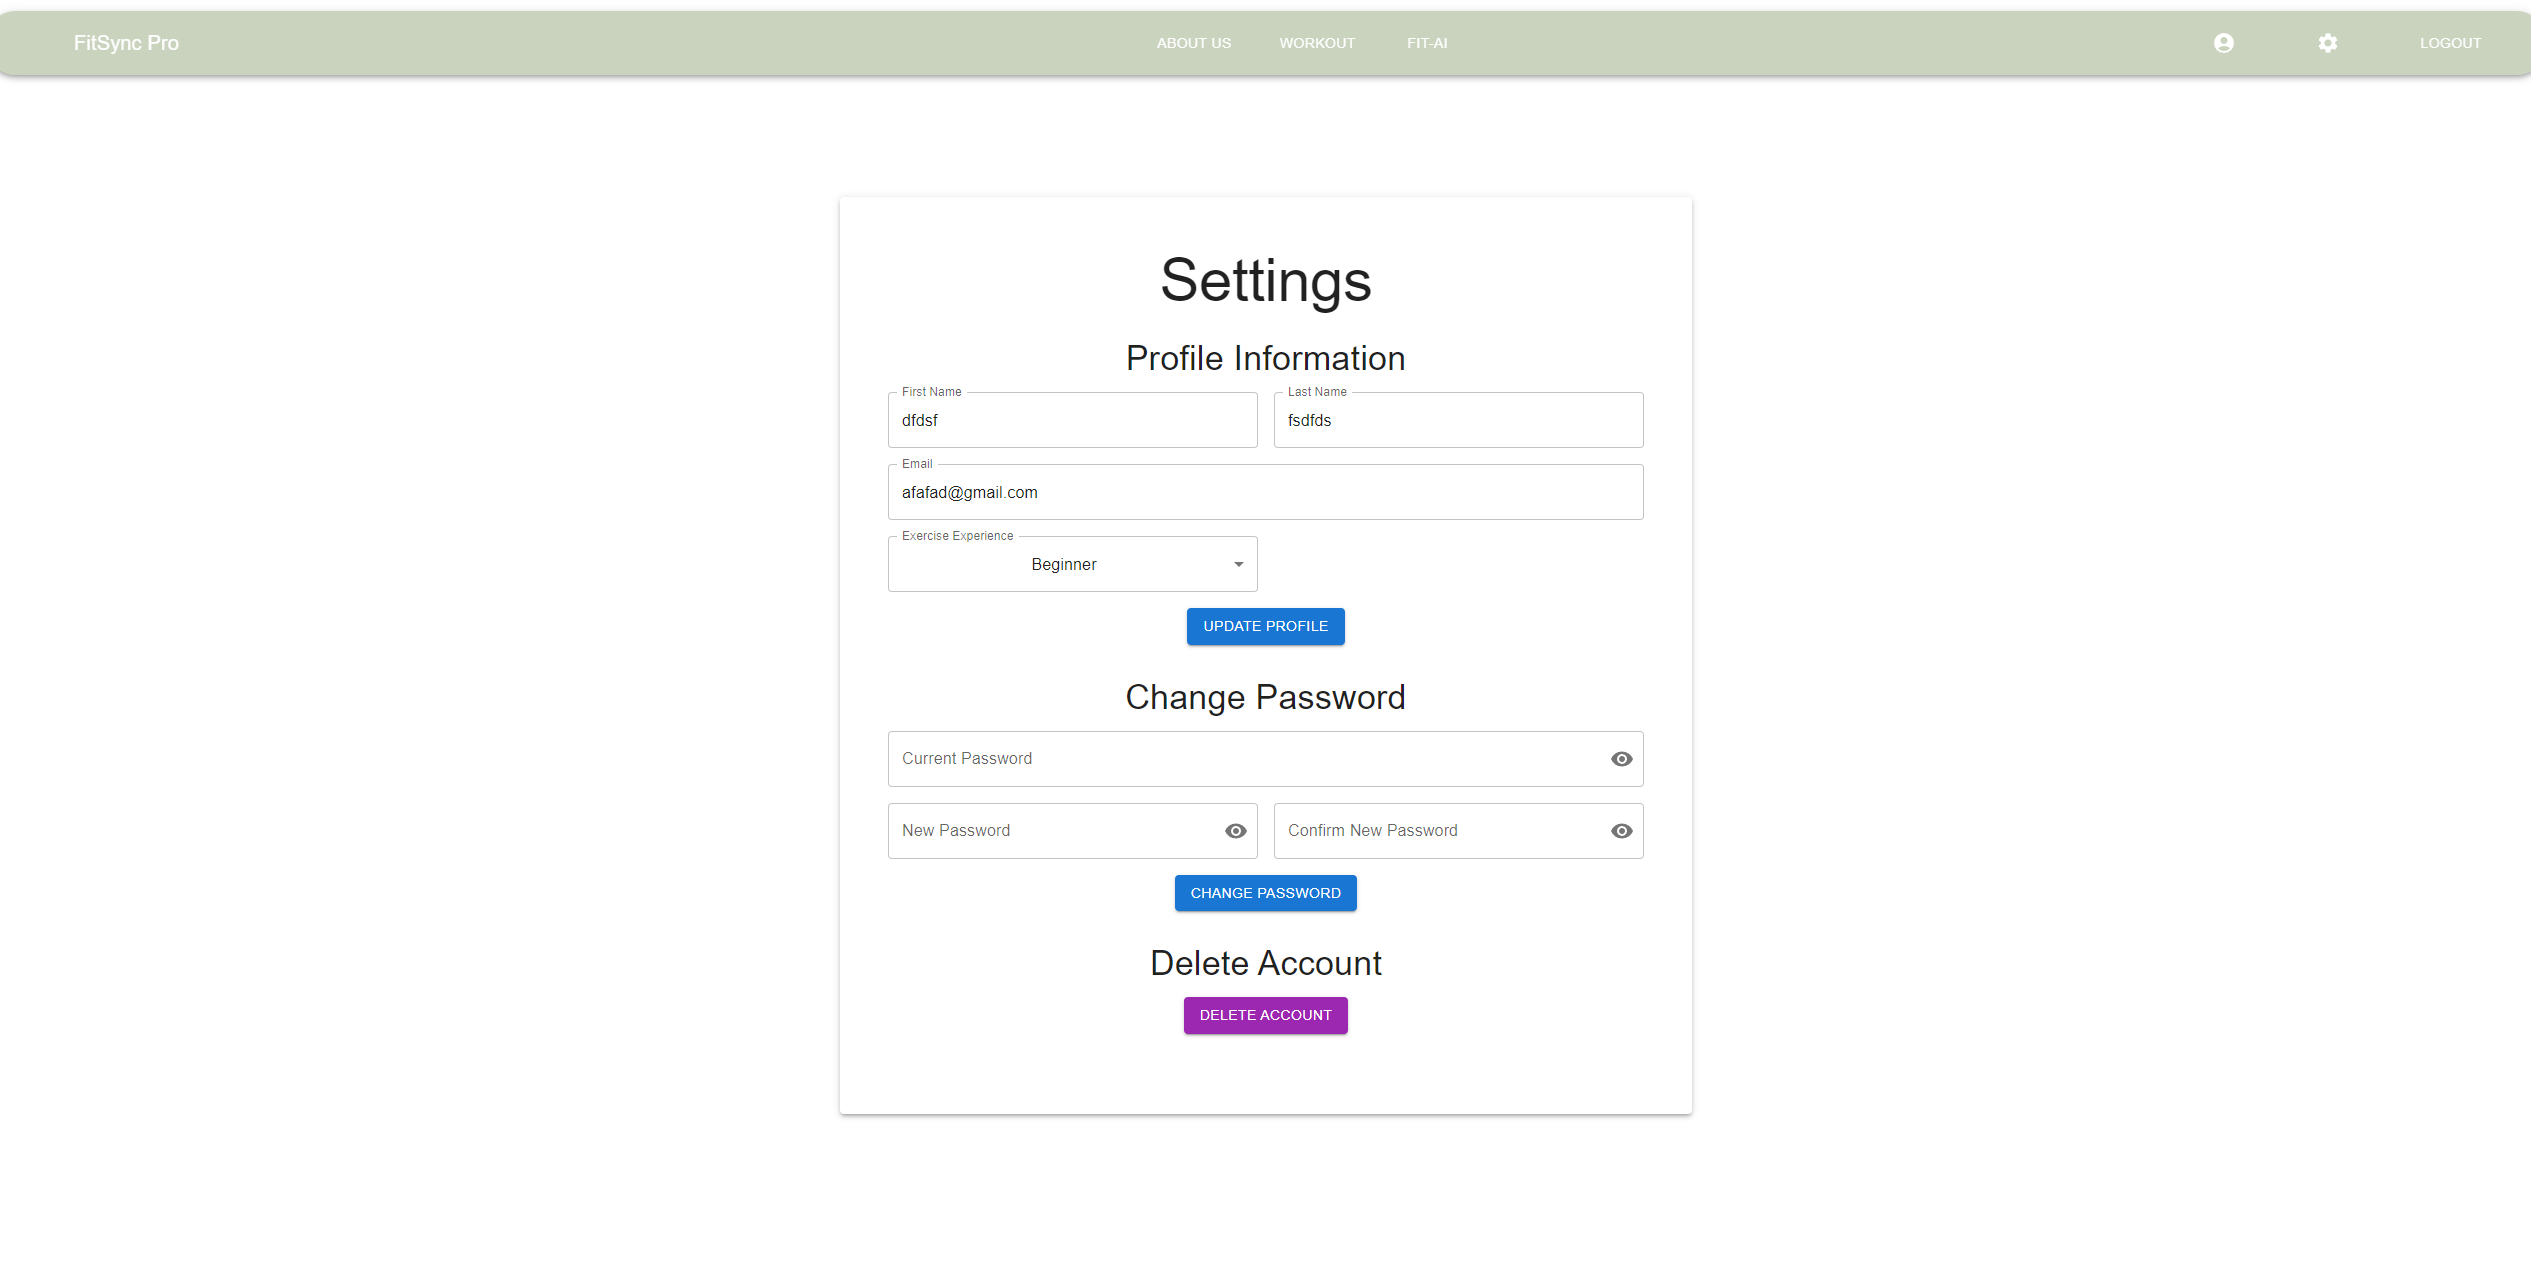 FitSync Pro ABOUT US WORKOUT FIT-AI LOGOUT
Settings
Profile Information
First Name Last Name
dfdsf fsdfds
Email
afafad@gmail.com
Exercise Experience
Beginner
UPDATE PROFILE
Change Password
Current Password
New Password Confirm New Password
CHANGE PASSWORD
Delete Account
DELETE ACCOUNT